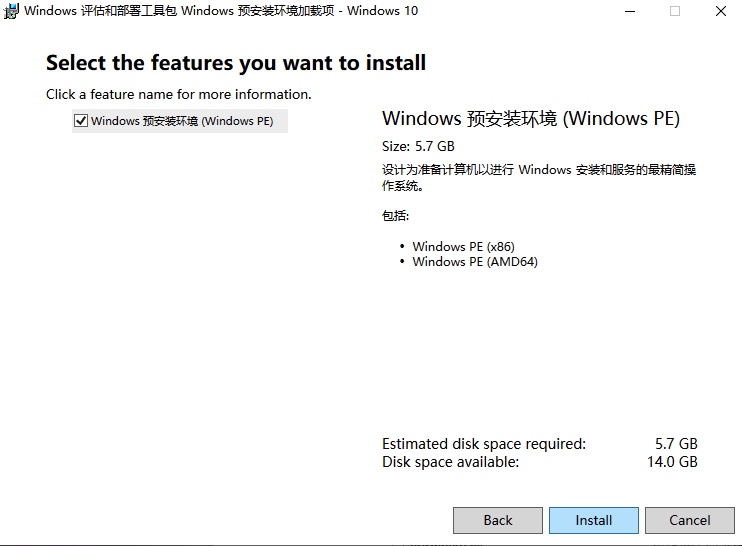 Windows 评估和部署工具包 Windows 预安装环境加载项 - Windows 10
Select the features you want to install
Click a feature name for more information.
Windows 预安装环境 (Windows PE)
Windows 预安装环境 (Windows PE)
Size: 5.7 GB
设计为准备计算机以进行 Windows 安装和服务的最精简操
作系统。
包括:
• Windows PE (x86)
• Windows PE (AMD64)
Estimated disk space required: 5.7 GB
Disk space available: 14.0 GB
Back Install Cancel